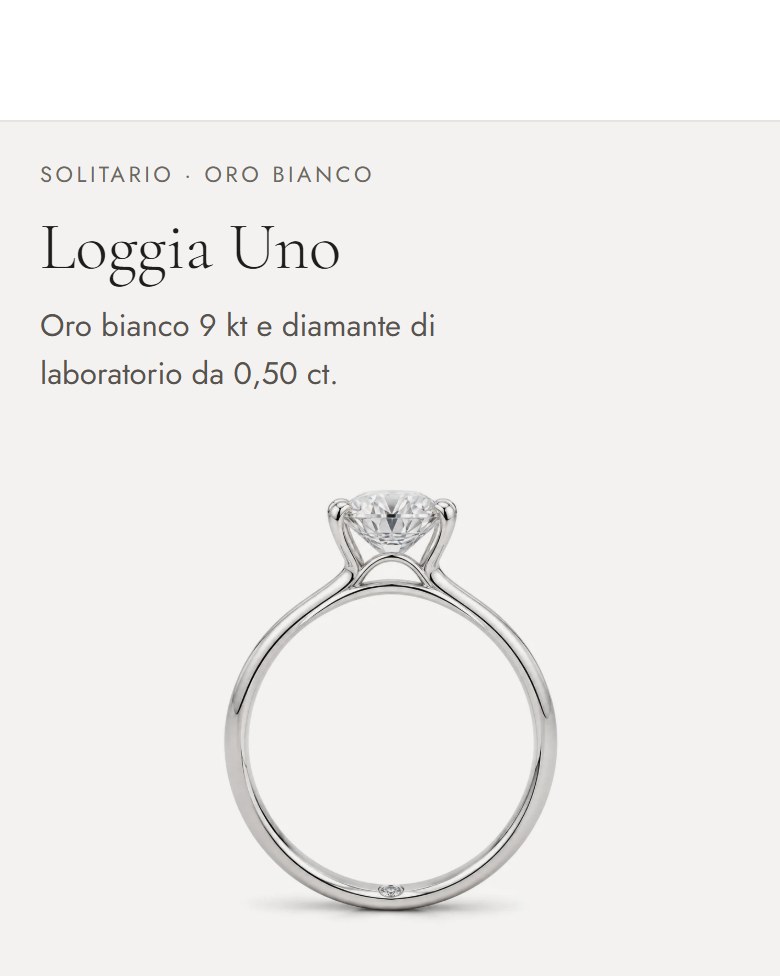 SOLITARIO · ORO BIANCO
Loggia Uno
Oro bianco 9 kt e diamante di
laboratorio da 0,50 ct.